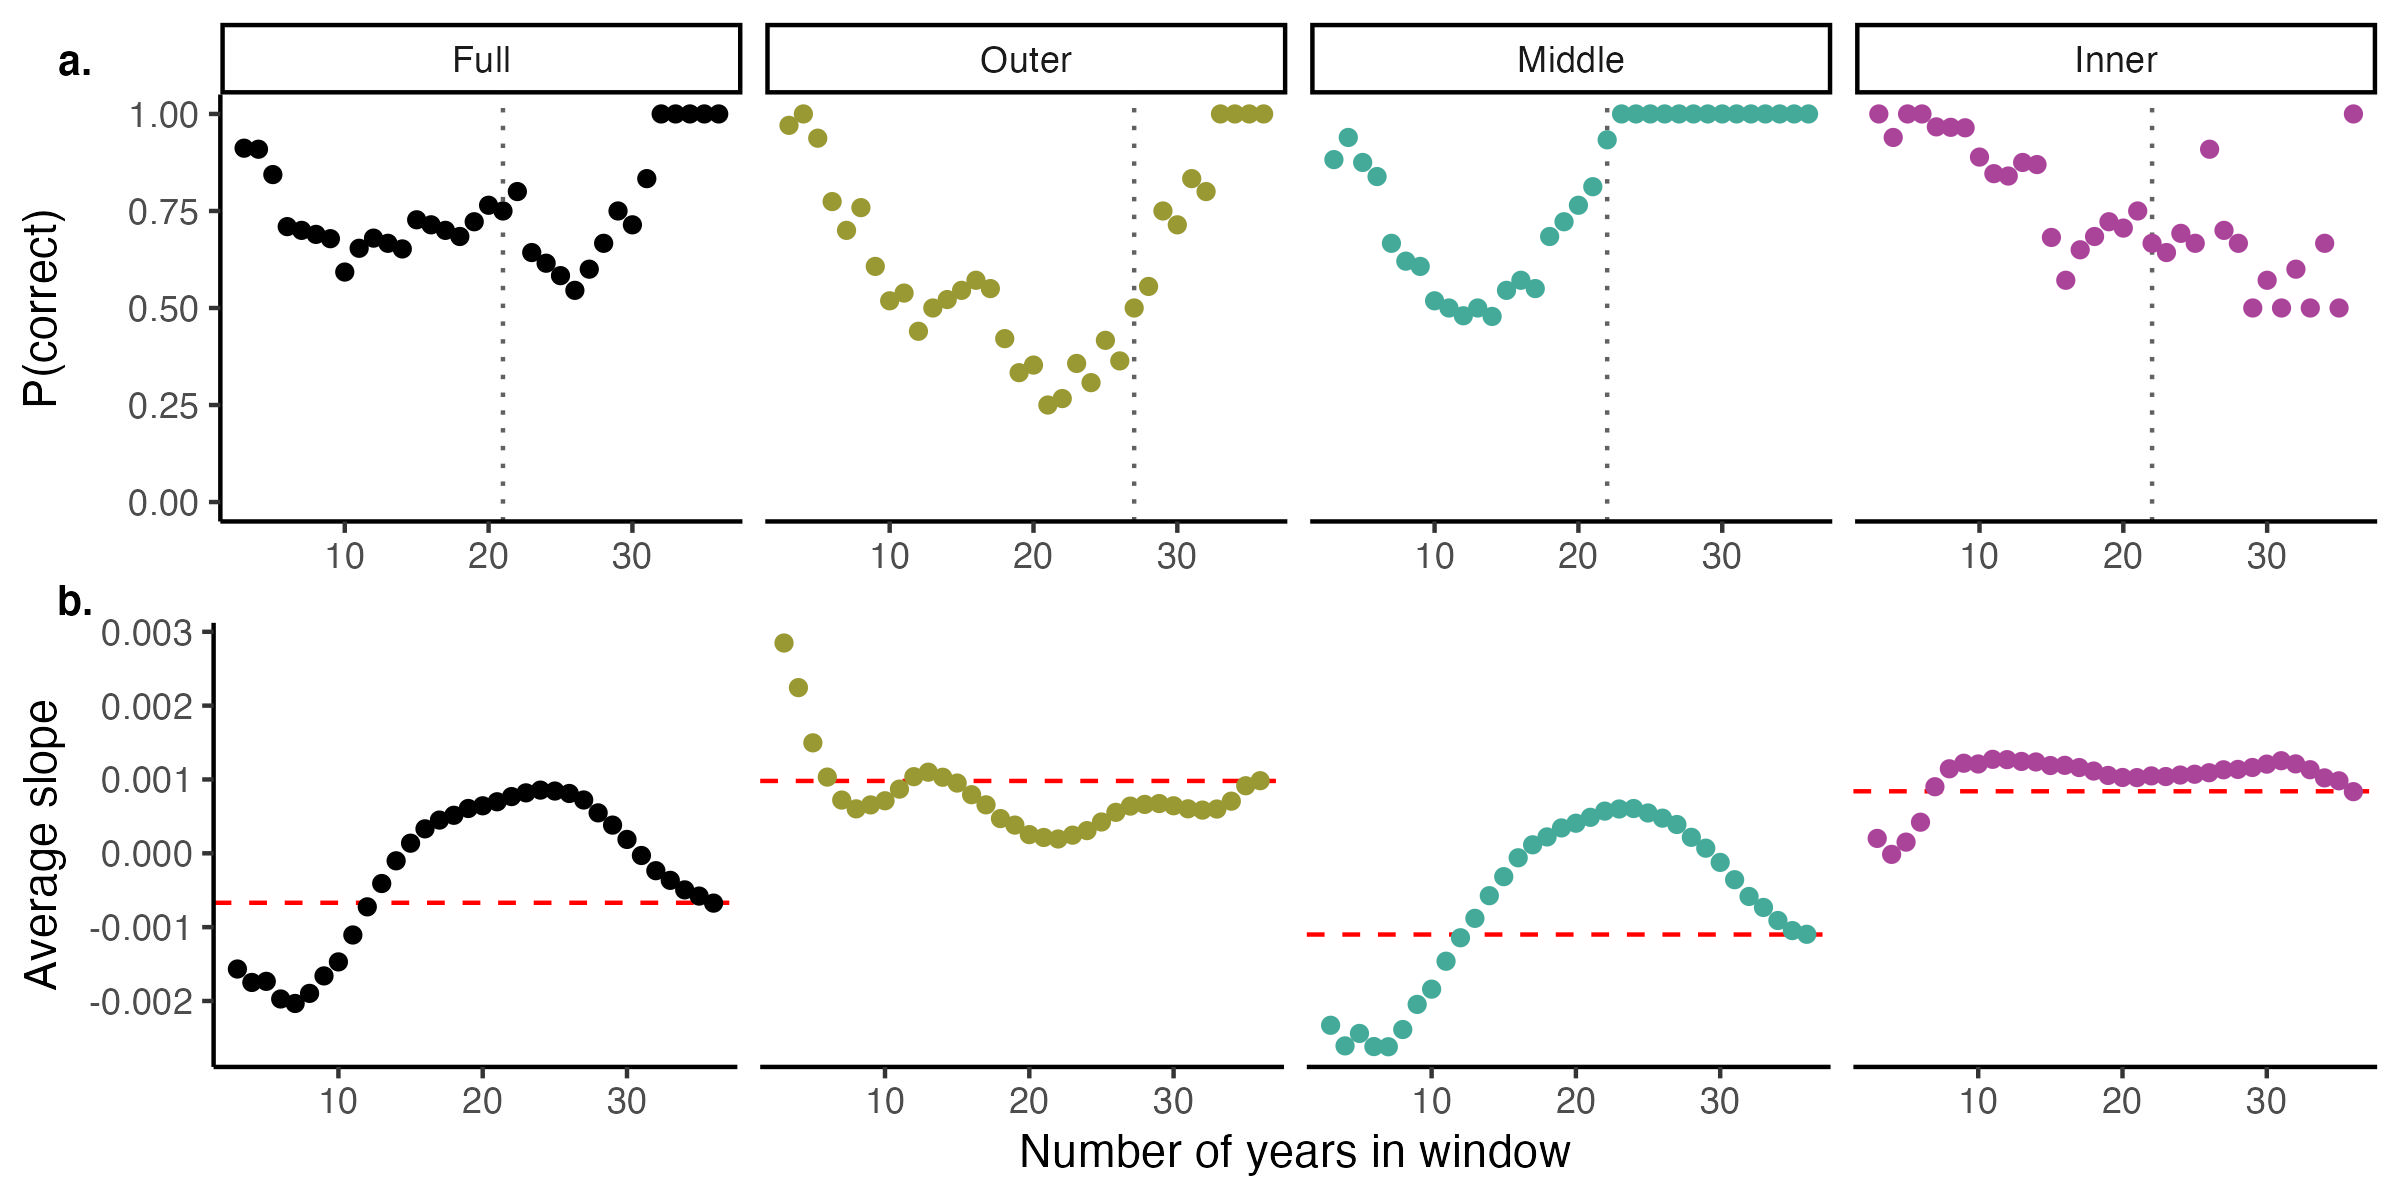 a.
Full Outer Middle Inner
P(correct)
1.00
0.75
0.50
0.25
0.00
10 20 30 10 20 30 10 20 30 10 20 30
b.
Average slope
0.003
0.002
0.001
0.000
-0.001
-0.002
10 20 30 10 20 30 10 20 30 10 20 30
Number of years in window